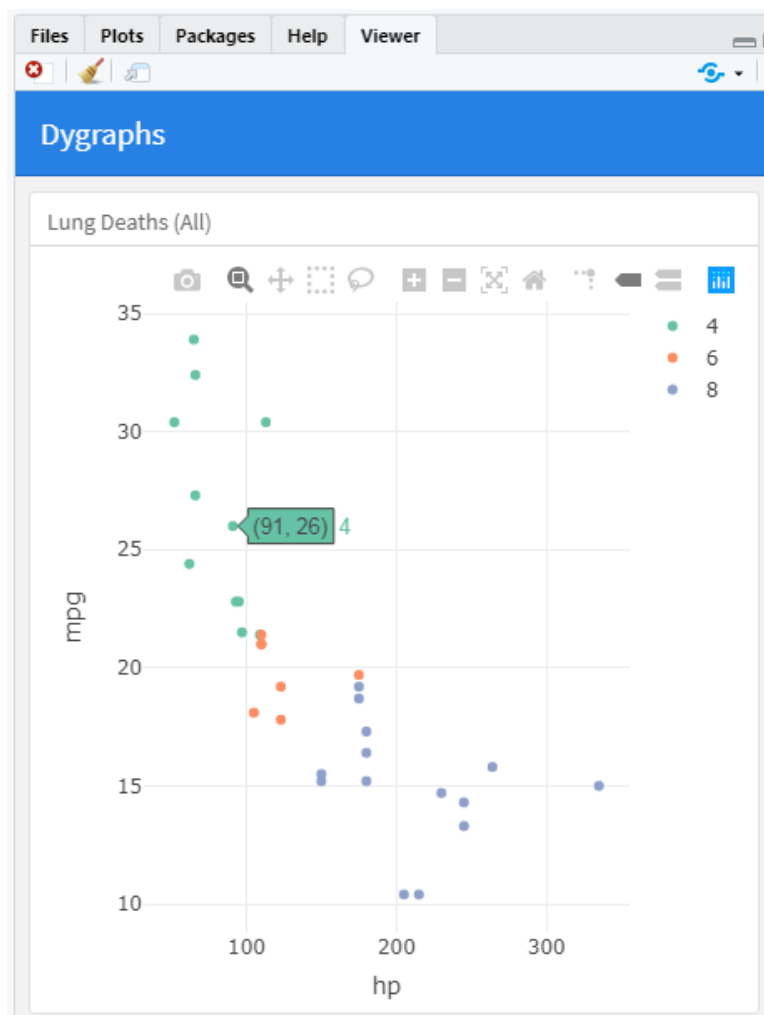 Files Plots Packages Help Viewer
Dygraphs
Lung Deaths (All)
35
30
25
20
15
10
mpg
(91, 26) 4
4
6
8
100 200 300
hp